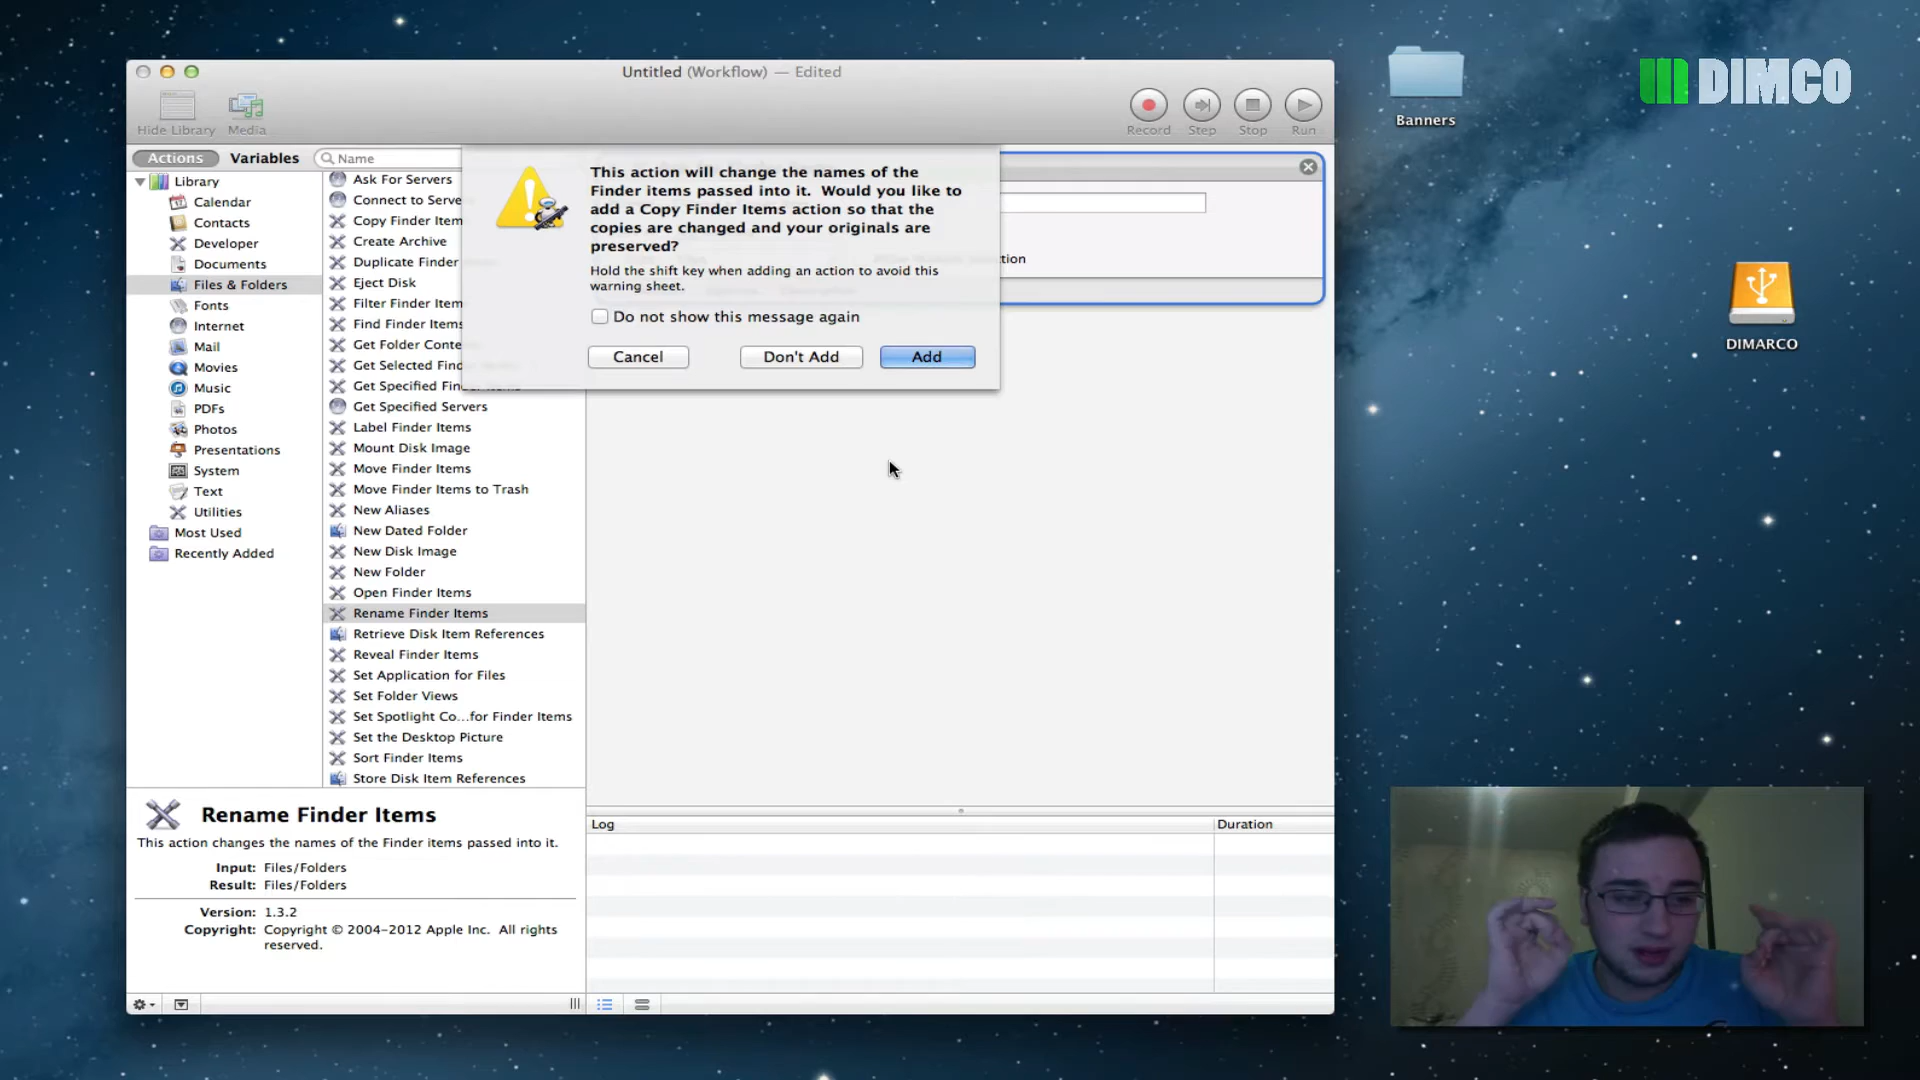 Untitled (Workflow) — Edited
Hide Library
Media
Record
Step
Stop
Run
Banners
DIMCO
DIMARCO
Actions
Variables
Name
Library
Calendar
Contacts
Developer
Documents
Files & Folders
Fonts
Internet
Mail
Movies
Music
PDFs
Photos
Presentations
System
Text
Utilities
Most Used
Recently Added
Ask For Servers
Connect to Serve
Copy Finder Item
Create Archive
Duplicate Finder
Eject Disk
Filter Finder Item
Find Finder Items
Get Folder Conte
Get Selected Find
Get Specified Finder Items
Get Specified Servers
Label Finder Items
Mount Disk Image
Move Finder Items
Move Finder Items to Trash
New Aliases
New Dated Folder
New Disk Image
New Folder
Open Finder Items
Rename Finder Items
Retrieve Disk Item References
Reveal Finder Items
Set Application for Files
Set Folder Views
Set Spotlight Co...for Finder Items
Set the Desktop Picture
Sort Finder Items
Store Disk Item References
This action will change the names of the
Finder items passed into it. Would you like to
add a Copy Finder Items action so that the
copies are changed and your originals are
preserved?
Hold the shift key when adding an action to avoid this
warning sheet.
Do not show this message again
Cancel
Don't Add
Add
Rename Finder Items
This action changes the names of the Finder items passed into it.
Input: Files/Folders
Result: Files/Folders
Version: 1.3.2
Copyright: Copyright © 2004-2012 Apple Inc. All rights
reserved.
Log
Duration